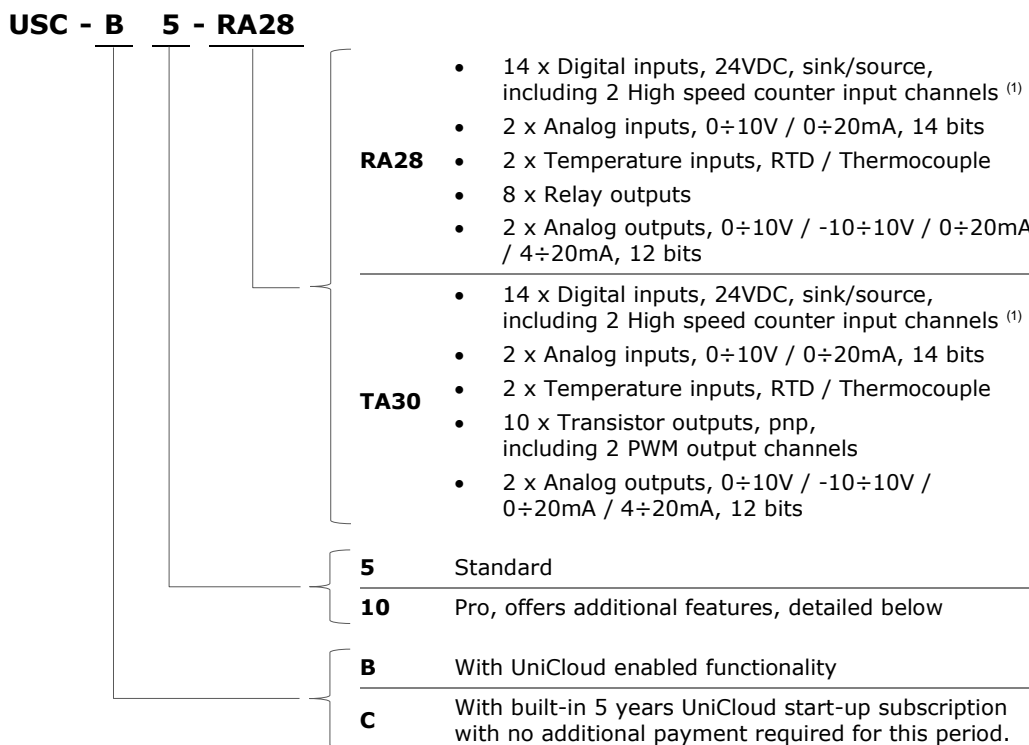 USC - B 5 - RA28
• 14 x Digital inputs, 24VDC, sink/source,
including 2 High speed counter input channels (1)
• 2 x Analog inputs, 0÷10V / 0÷20mA, 14 bits
RA28 • 2 x Temperature inputs, RTD / Thermocouple
• 8 x Relay outputs
• 2 x Analog outputs, 0÷10V / -10÷10V / 0÷20mA
/ 4÷20mA, 12 bits
• 14 x Digital inputs, 24VDC, sink/source,
including 2 High speed counter input channels (1)
• 2 x Analog inputs, 0÷10V / 0÷20mA, 14 bits
• 2 x Temperature inputs, RTD / Thermocouple
TA30
• 10 x Transistor outputs, pnp,
including 2 PWM output channels
• 2 x Analog outputs, 0÷10V / -10÷10V /
0÷20mA / 4÷20mA, 12 bits
5 Standard
10 Pro, offers additional features, detailed below
B With UniCloud enabled functionality
C With built-in 5 years UniCloud start-up subscription
with no additional payment required for this period.